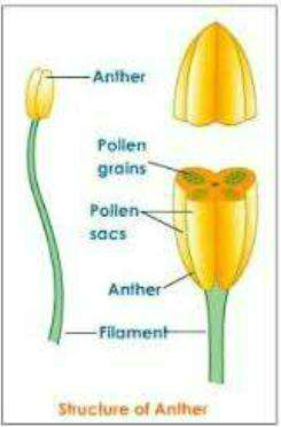 Anther
Pollen
grains
Pollen
sacs
Anther
Filament
Structure of Anther